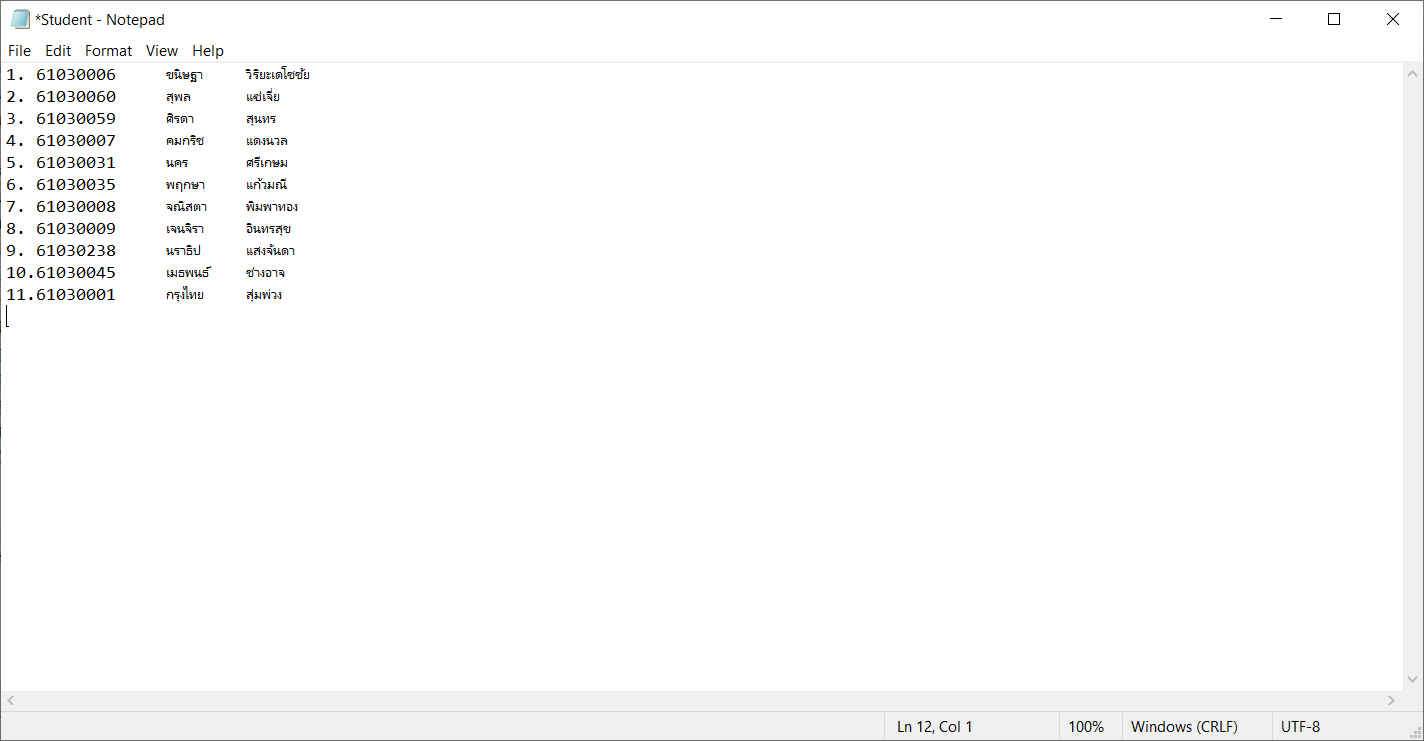 *Student - Notepad
File Edit Format View Help
1. 61030006 ขนิษฐา วิริยะเดโชชัย
2. 61030060 สุพล แซ่เจี่ย
3. 61030059 ศิรดา สุนทร
4. 61030007 คมกริช แดงนวล
5. 61030031 นคร ศรีเกษม
6. 61030035 พฤกษา แก้วมณี
7. 61030008 จณิสตา พิมพาทอง
8. 61030009 เจนจิรา อินทรสุข
9. 61030238 นราธิป แสงจันดา
10.61030045 เมธพนธ์ ช่างอาจ
11.61030001 กรุงไทย สุ่มพ่วง
Ln 12, Col 1 100% Windows (CRLF) UTF-8